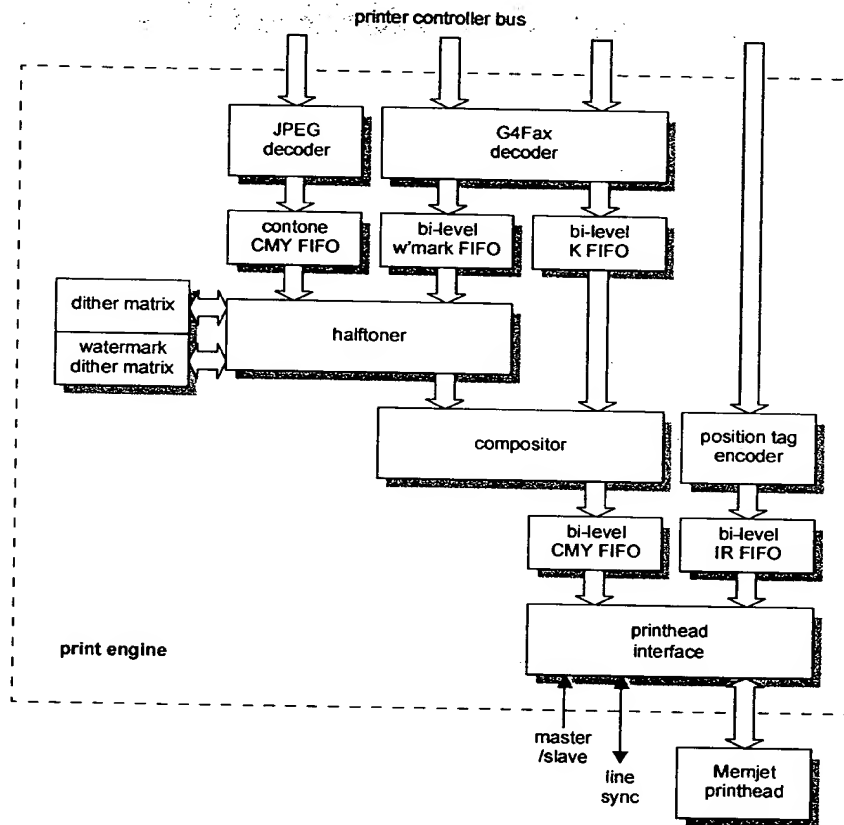 printer controller bus
JPEG
decoder
G4Fax
decoder
contone
CMY FIFO
bi-level
w'mark FIFO
bi-level
K FIFO
dither matrix
watermark
dither matrix
halftoner
compositor
position tag
encoder
bi-level
CMY FIFO
bi-level
IR FIFO
print engine
printhead
interface
master
/slave
line
sync
Memjet
printhead